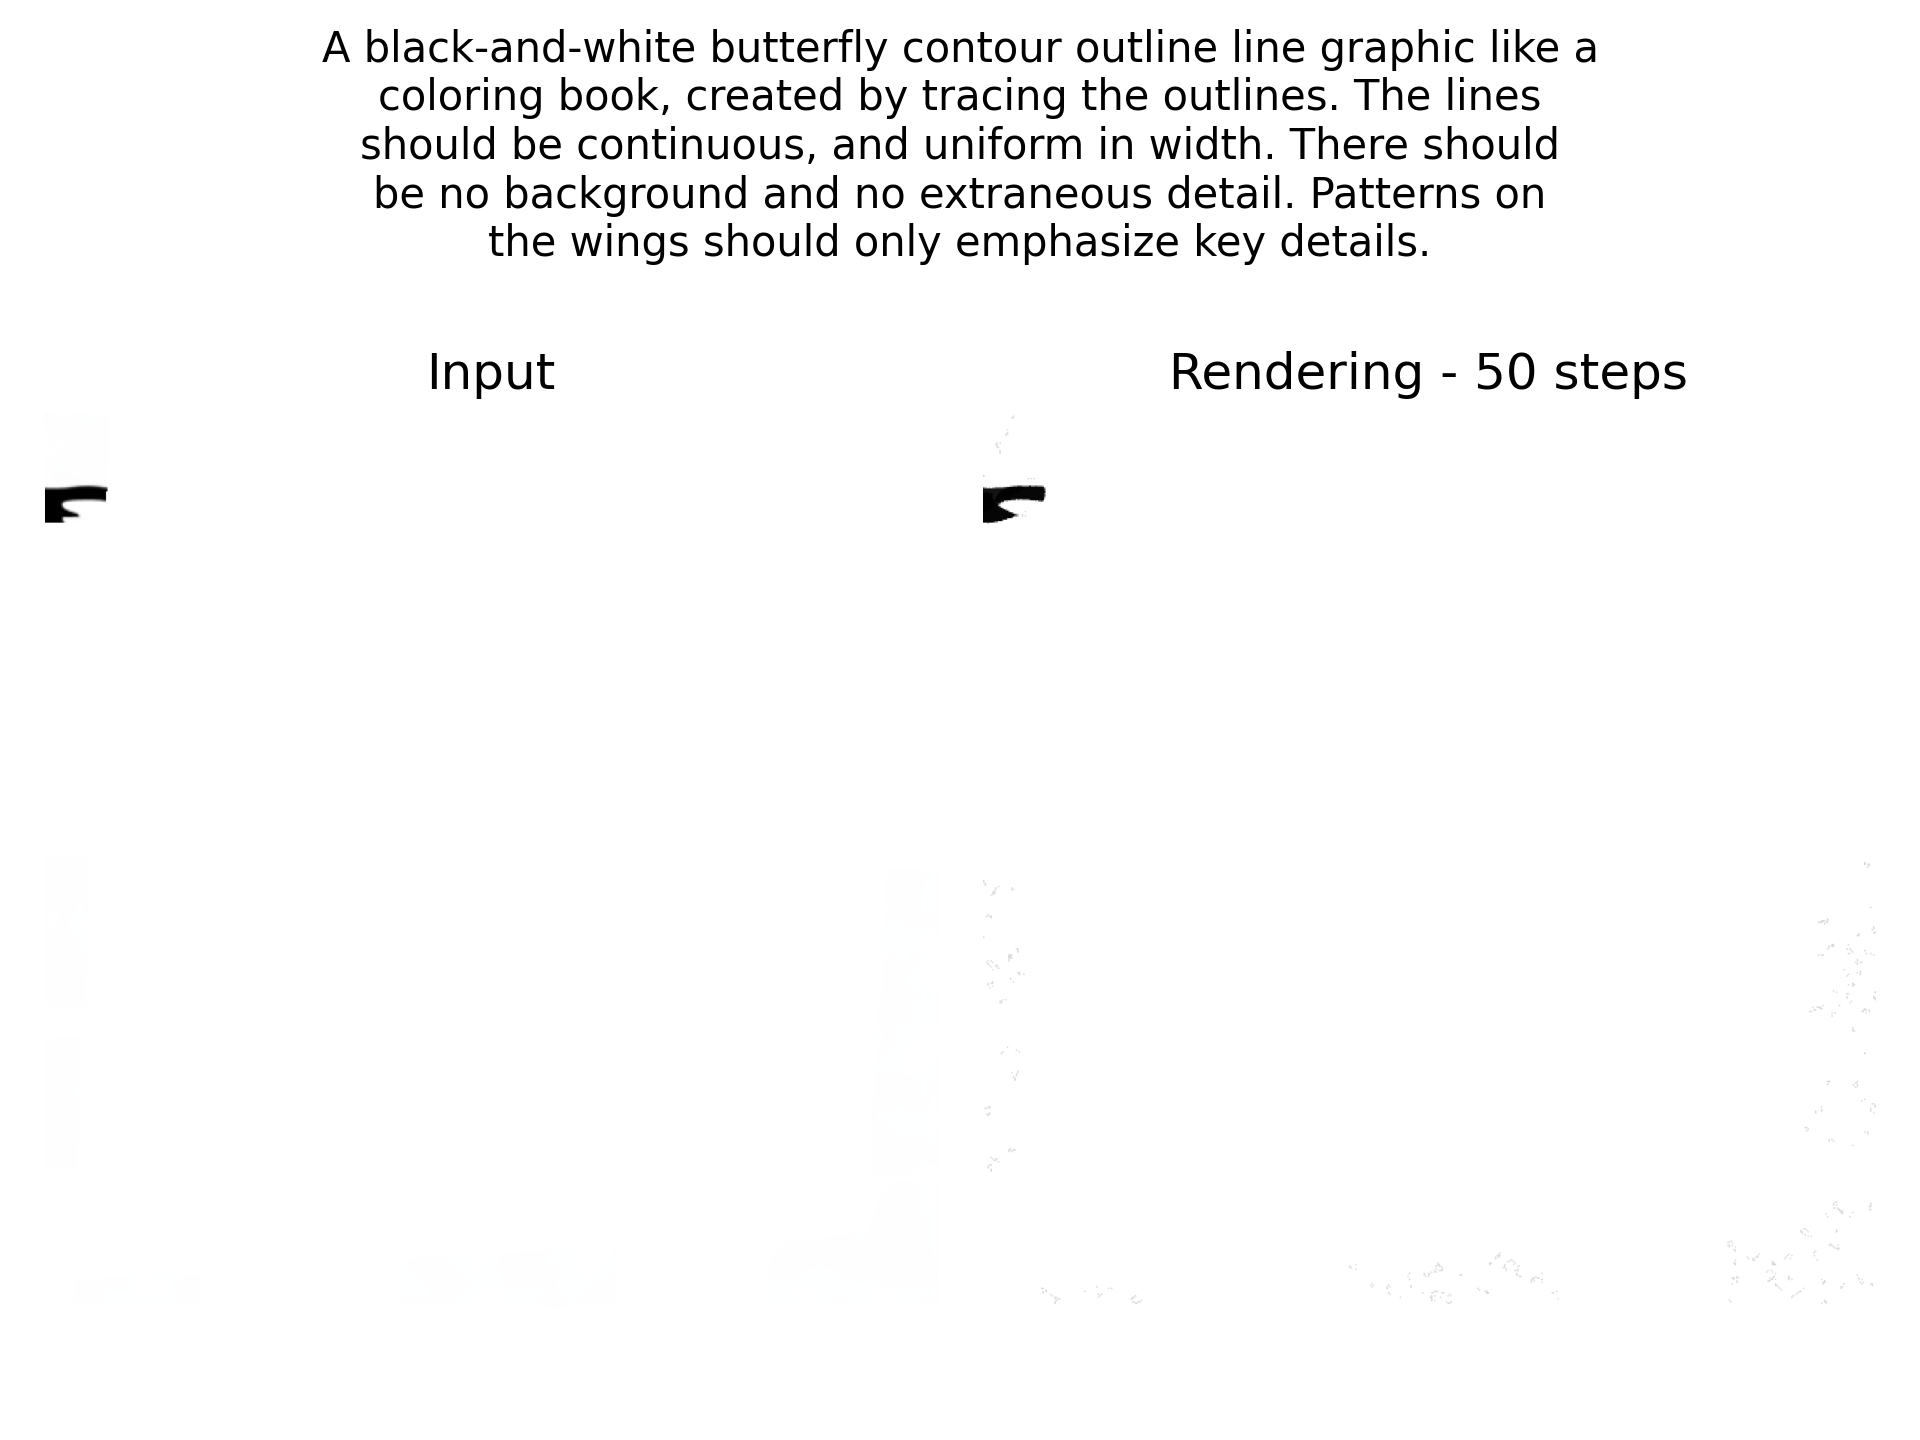 A black-and-white butterfly contour outline line graphic like a
coloring book, created by tracing the outlines. The lines
should be continuous, and uniform in width. There should
be no background and no extraneous detail. Patterns on
the wings should only emphasize key details.
Input
Rendering - 50 steps